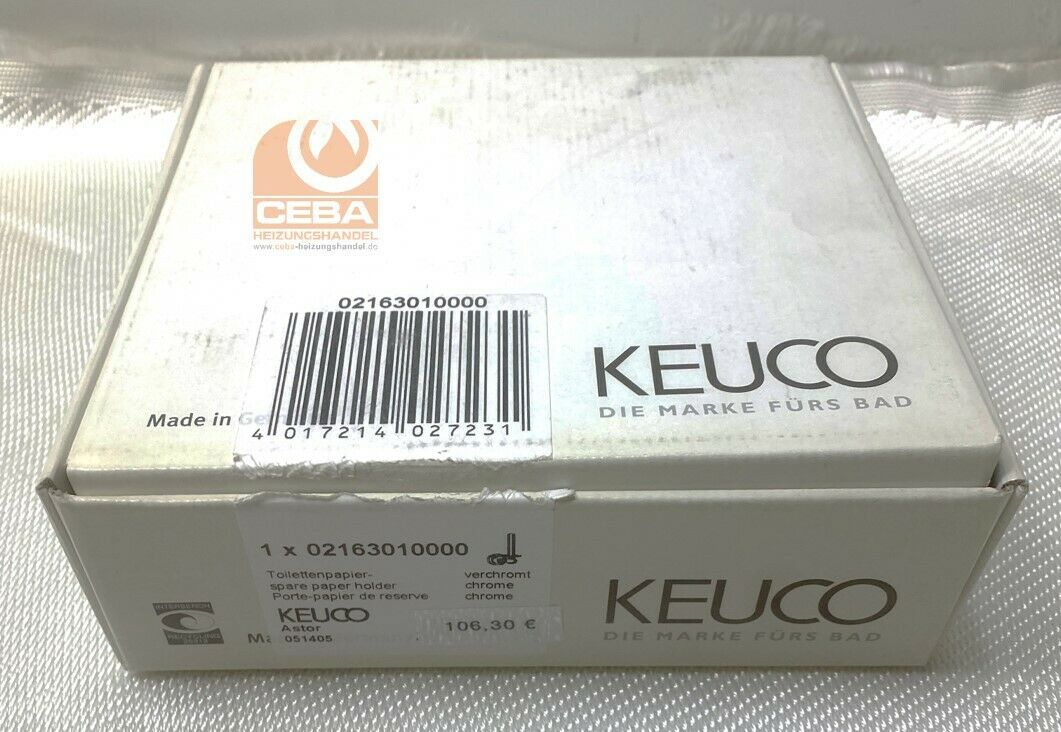 CEBA
HEIZUNGSHANDEL
www.ceba-heizungshandel.de
02163010000
KEUCO
DIE MARKE FÜRS BAD
Made in
4 017214 027231
1 x 02163010000
Toilettenpapier- verchromt
spare paper holder chrome
Porte-papier de reserve chrome
KEUCO
Astor
051405
106,30 €
INTERSEROH
RECYCLING
KEUCO
DIE MARKE FÜRS BAD